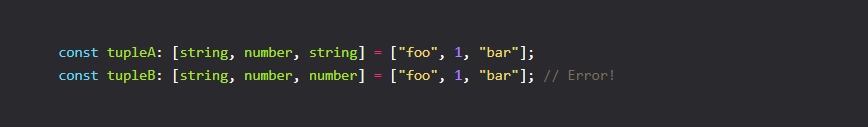 const tupleA: [string, number, string] = ["foo", 1, "bar"];
const tupleB: [string, number, number] = ["foo", 1, "bar"]; // Error!